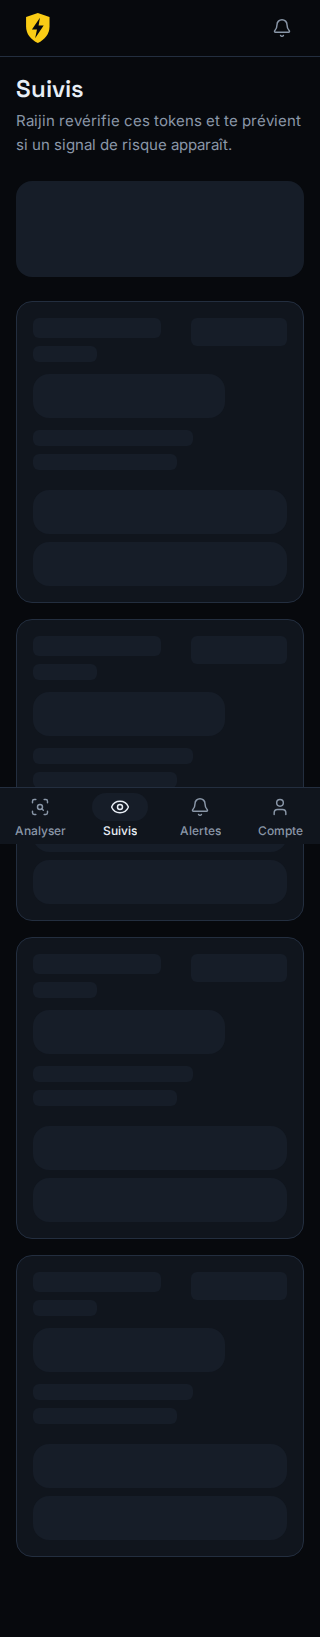 Suivis
Raijin revérifie ces tokens et te prévient
si un signal de risque apparaît.
Analyser
Suivis
Alertes
Compte